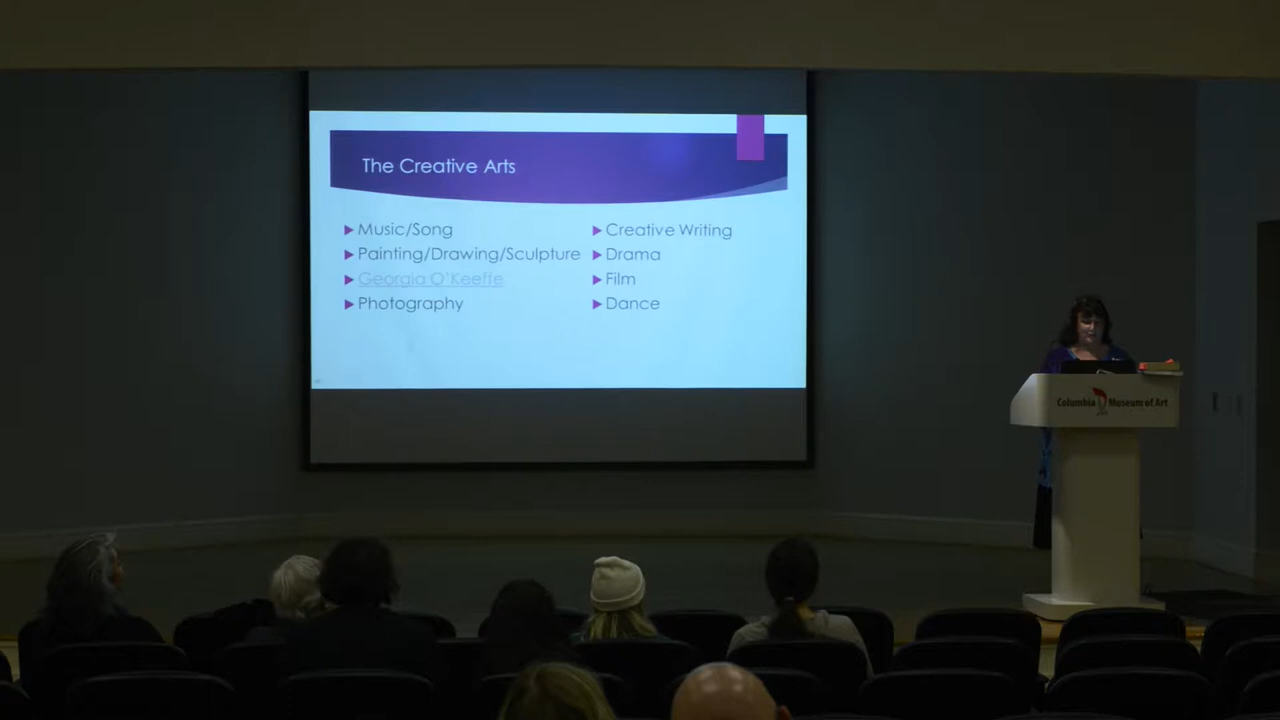 The Creative Arts
Music/Song
Painting/Drawing/Sculpture
Georgia O'Keeffe
Photography
Creative Writing
Drama
Film
Dance
Columbia Museum of Art